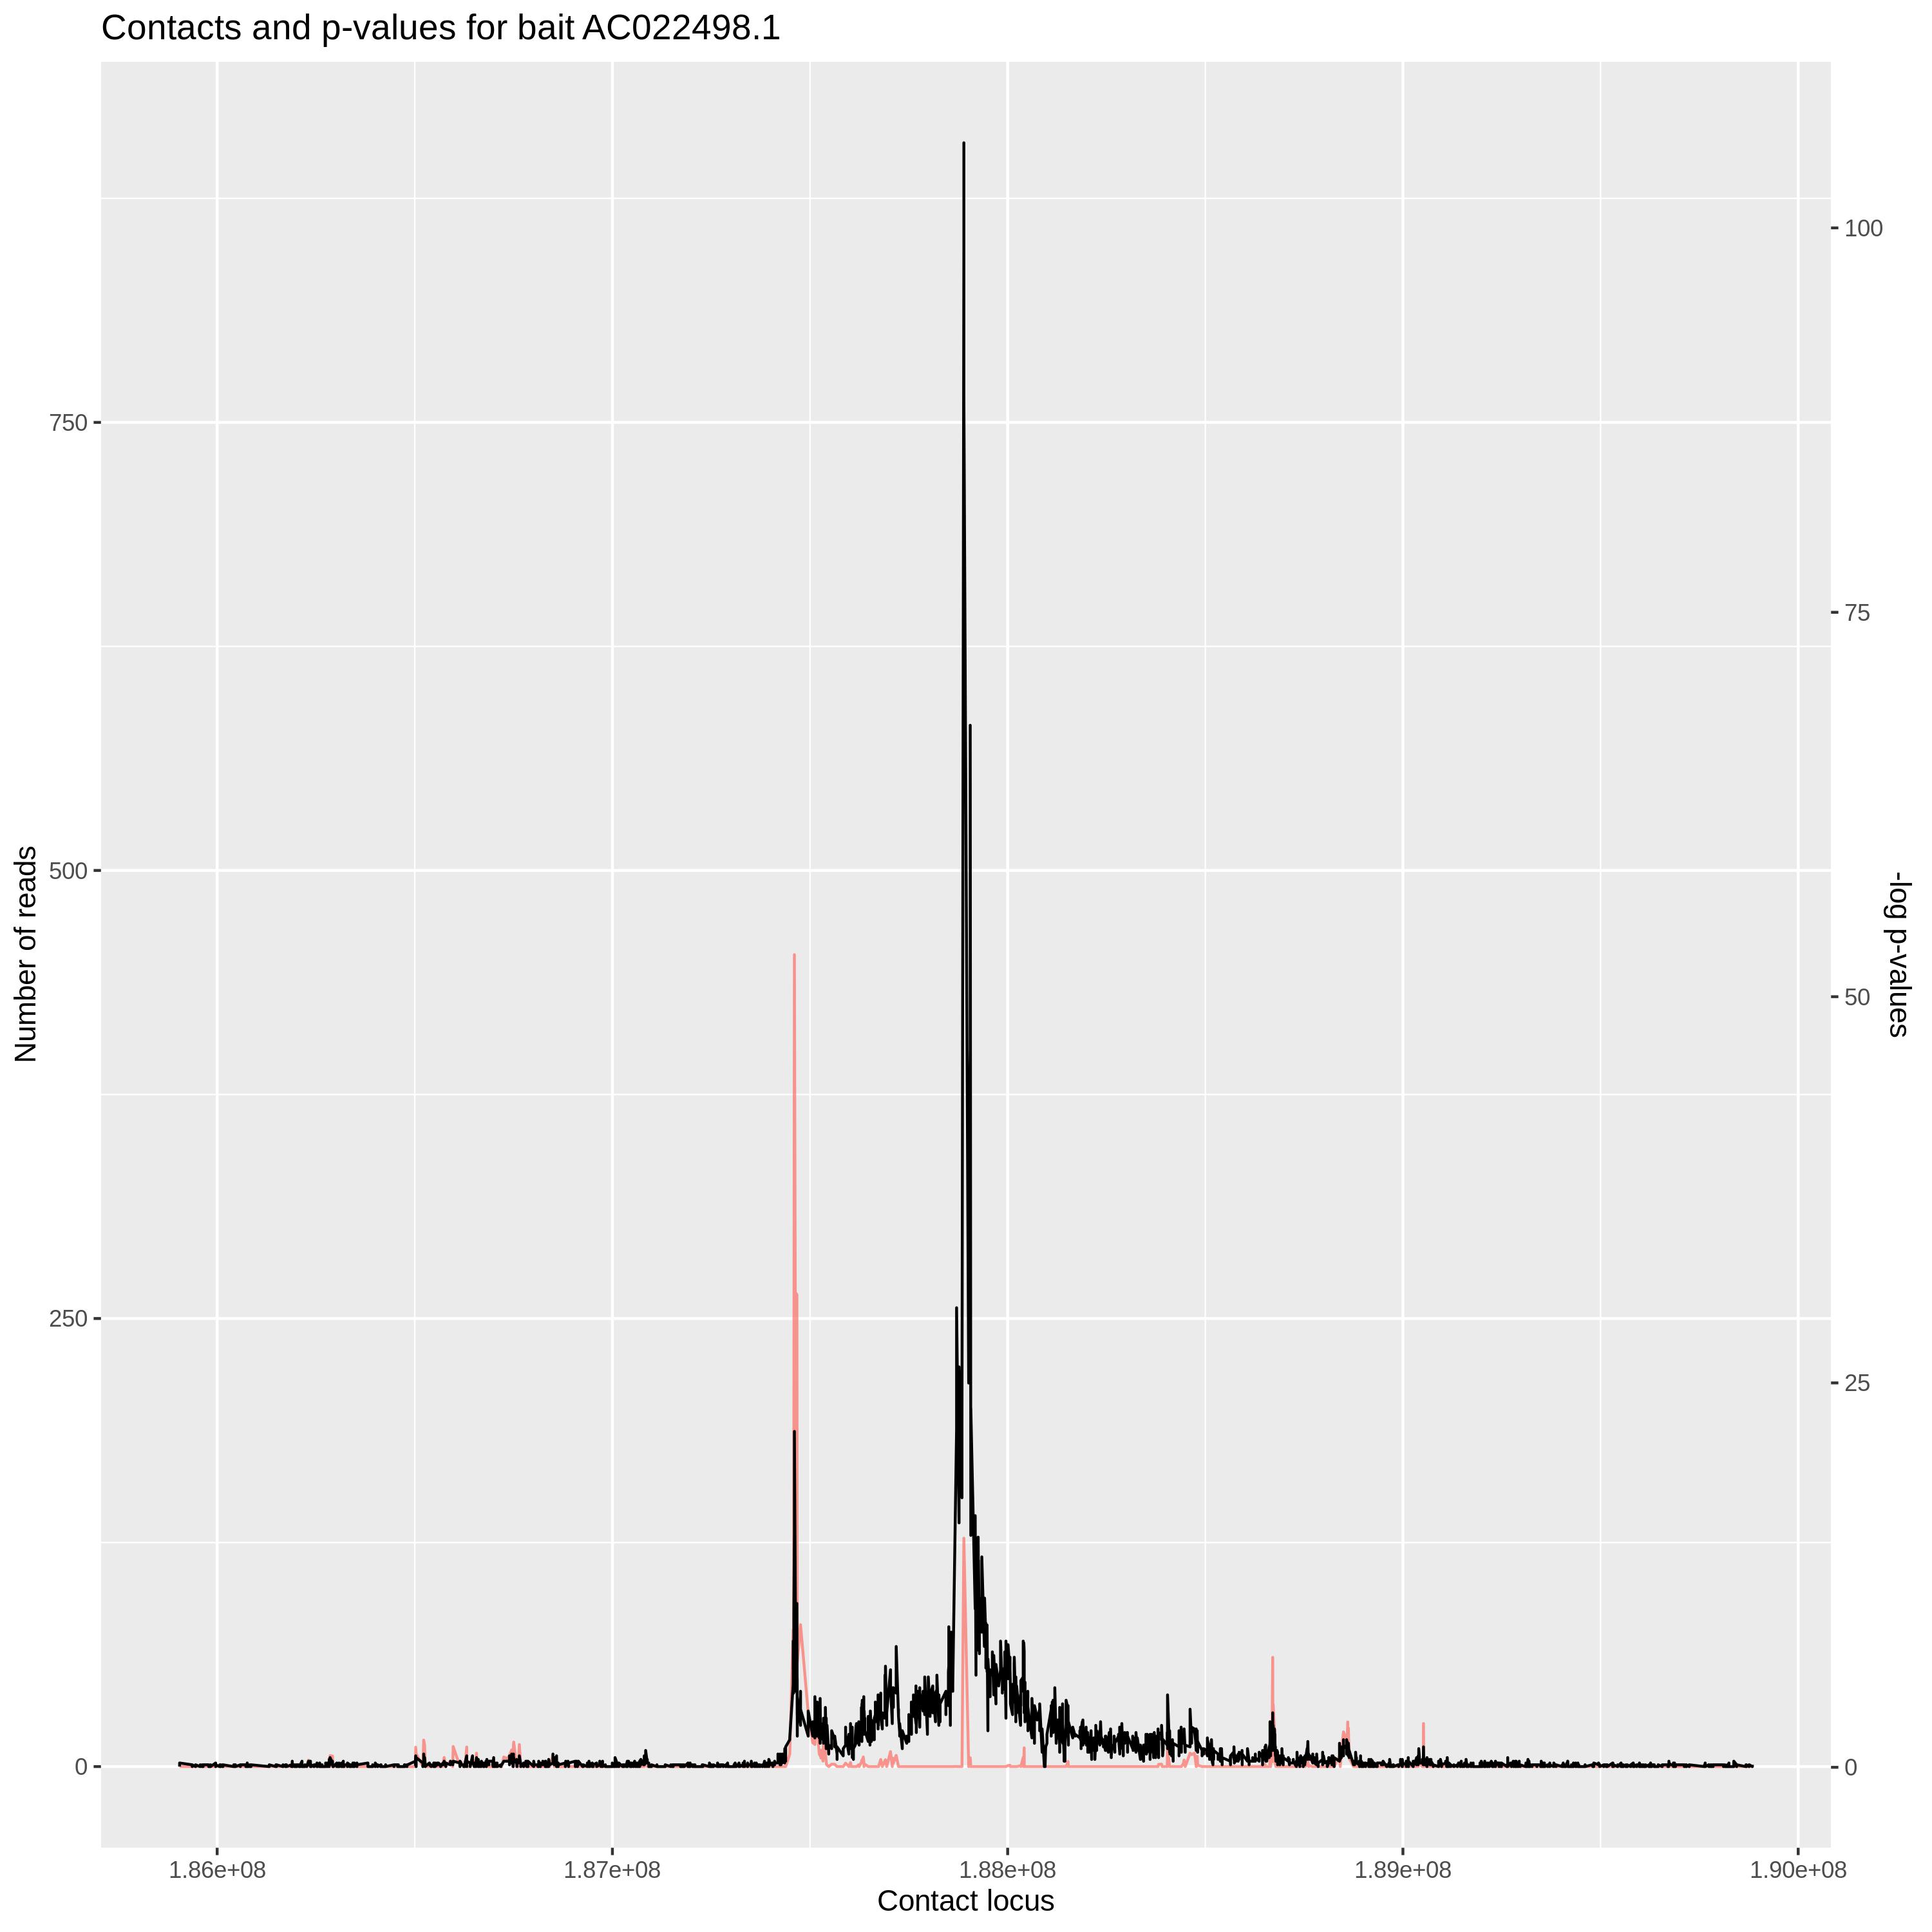 Contacts and p-values for bait AC022498.1
750
500
250
0
100
75
50
25
0
Number of reads
-log p-values
1.86e+08
1.87e+08
1.88e+08
1.89e+08
1.90e+08
Contact locus